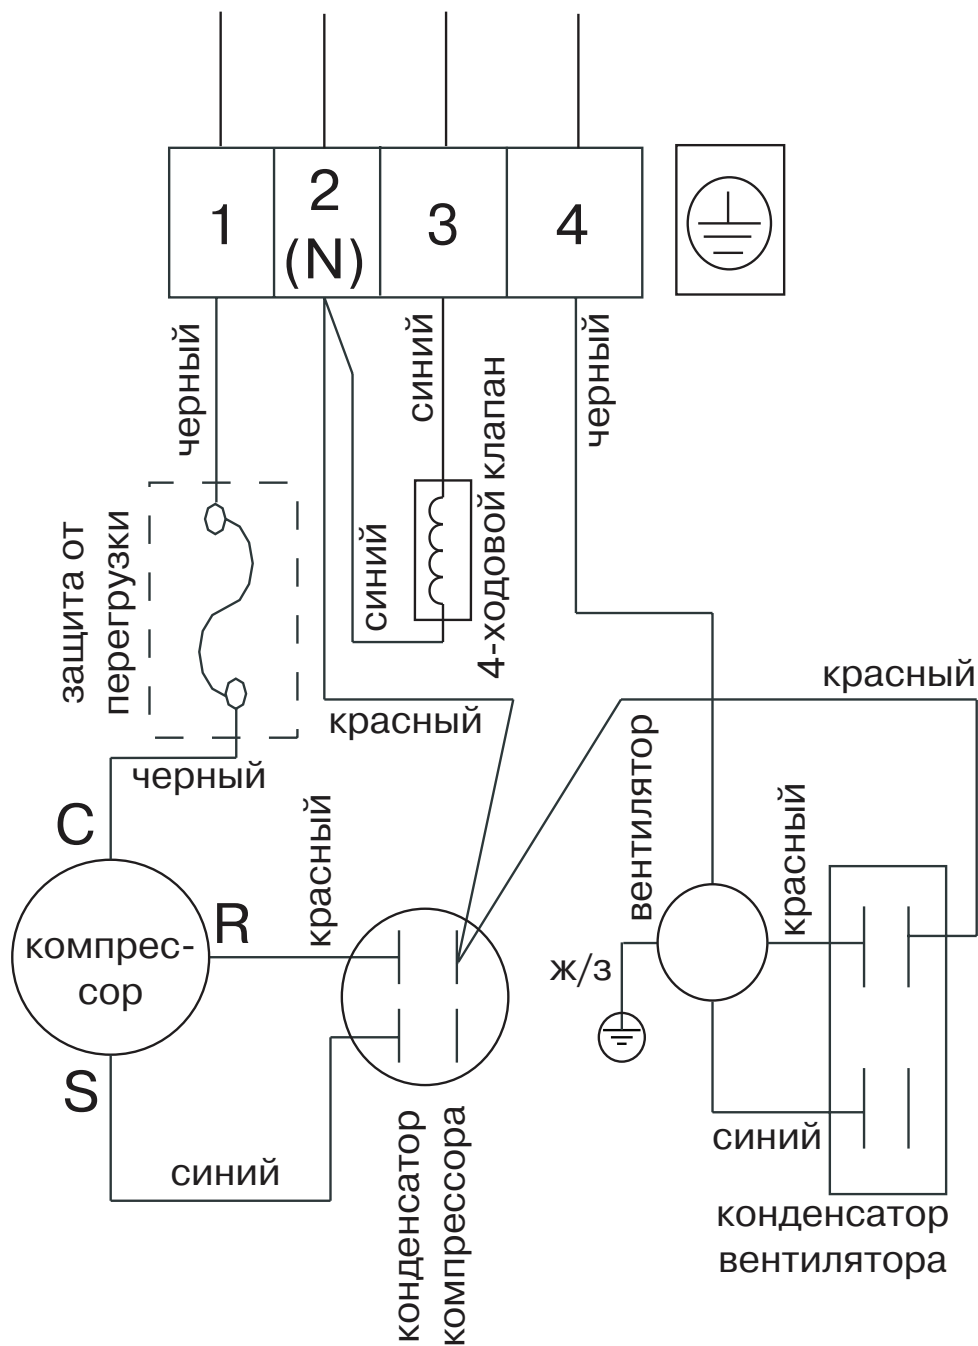 1
2
(N)
3
4
черный
синий
черный
4-ходовой клапан
синий
защита от
перегрузки
красный
красный
черный
C
R
красный
вентилятор
красный
компрес-
сор
ж/з
S
синий
синий
конденсатор
компрессора
конденсатор
вентилятора